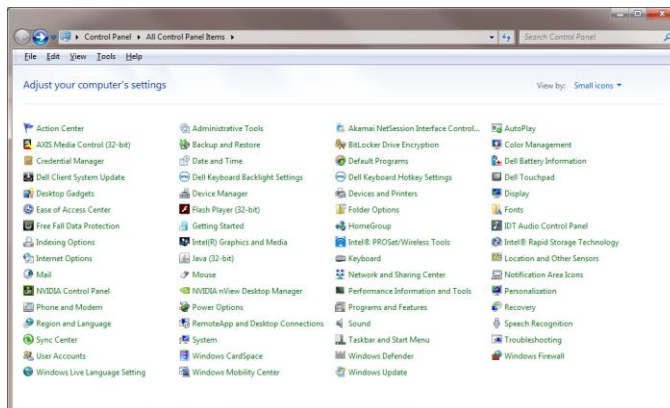 Control Panel ▸ All Control Panel Items ▸ Search Control Panel
File Edit View Tools Help
Adjust your computer's settings View by: Small icons
Action Center Administrative Tools Akamai NetSession Interface Control... AutoPlay
AXIS Media Control (32-bit) Backup and Restore BitLocker Drive Encryption Color Management
Credential Manager Date and Time Default Programs Dell Battery Information
Dell Client System Update Dell Keyboard Backlight Settings Dell Keyboard Hotkey Settings Dell Touchpad
Desktop Gadgets Device Manager Devices and Printers Display
Ease of Access Center Flash Player (32-bit) Folder Options Fonts
Free Fall Data Protection Getting Started HomeGroup IDT Audio Control Panel
Indexing Options Intel(R) Graphics and Media Intel® PROSet/Wireless Tools Intel® Rapid Storage Technology
Internet Options Java (32-bit) Keyboard Location and Other Sensors
Mail Mouse Network and Sharing Center Notification Area Icons
NVIDIA Control Panel NVIDIA nView Desktop Manager Performance Information and Tools Personalization
Phone and Modem Power Options Programs and Features Recovery
Region and Language RemoteApp and Desktop Connections Sound Speech Recognition
Sync Center System Taskbar and Start Menu Troubleshooting
User Accounts Windows CardSpace Windows Defender Windows Firewall
Windows Live Language Setting Windows Mobility Center Windows Update